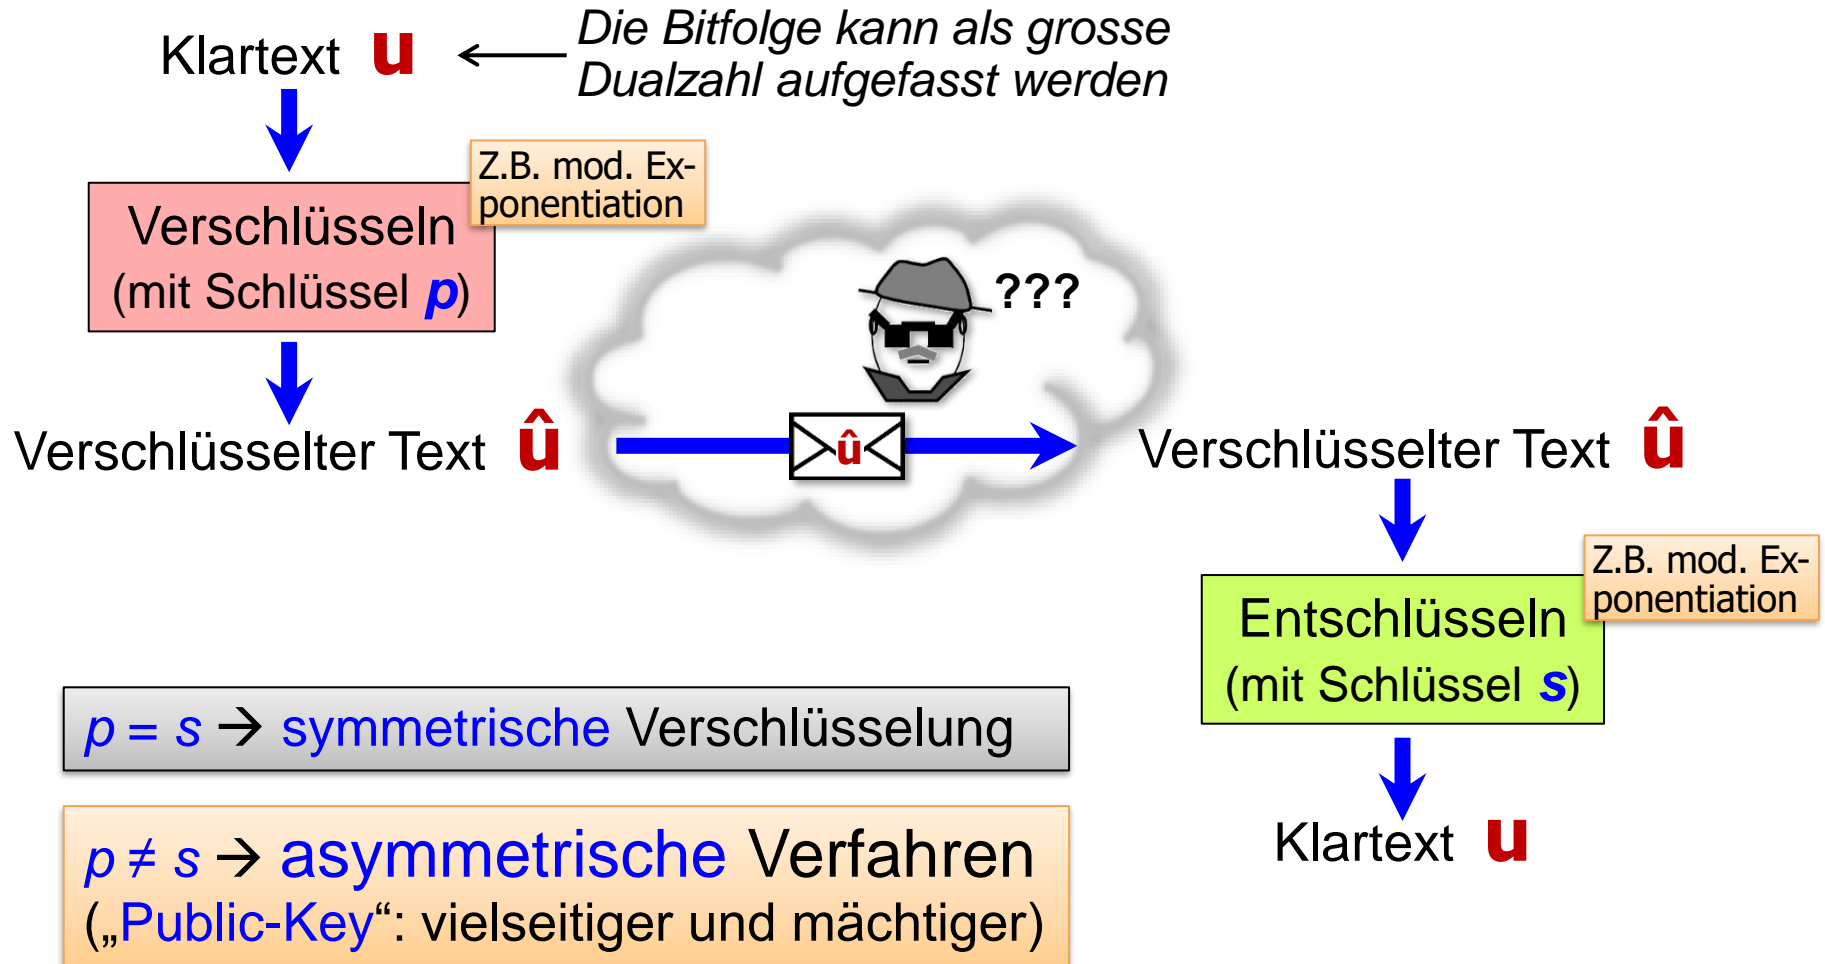 Klartext u
Die Bitfolge kann als grosse
Dualzahl aufgefasst werden
Z.B. mod. Ex-
ponentiation
Verschlüsseln
(mit Schlüssel p)
???
Verschlüsselter Text û
û
Verschlüsselter Text û
Z.B. mod. Ex-
ponentiation
Entschlüsseln
(mit Schlüssel s)
Klartext u
p = s → symmetrische Verschlüsselung
p ≠ s → asymmetrische Verfahren
(„Public-Key“: vielseitiger und mächtiger)